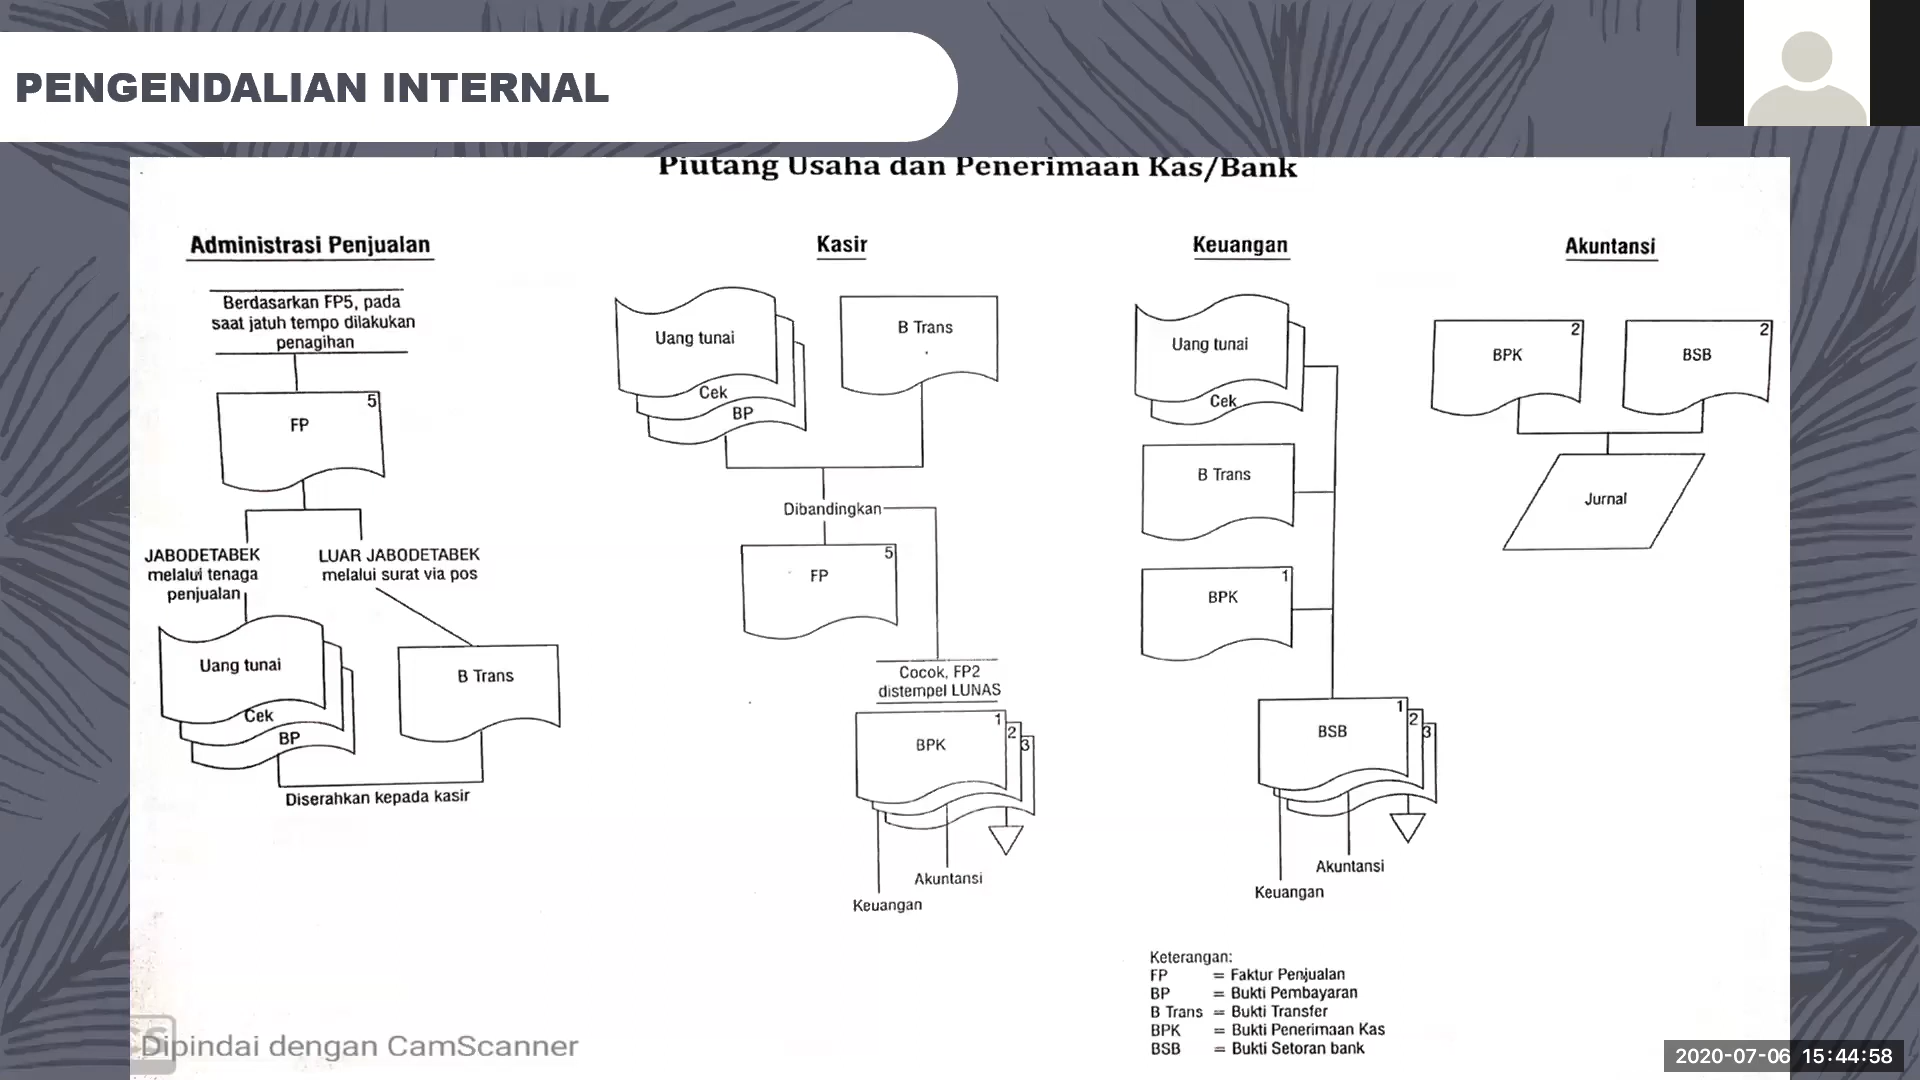 PENGENDALIAN INTERNAL
Piutang Usaha dan Penerimaan Kas/Bank
Administrasi Penjualan
Berdasarkan FP5, pada
saat jatuh tempo dilakukan
penagihan
5
FP
JABODETABEK
melalui tenaga
penjualan
LUAR JABODETABEK
melalui surat via pos
Uang tunai
Cek
BP
B Trans
Diserahkan kepada kasir
Kasir
Uang tunai
Cek
BP
B Trans
Dibandingkan
5
FP
Cocok, FP2
distempel LUNAS
1
BPK
2
3
Akuntansi
Keuangan
Keuangan
Uang tunai
Cek
B Trans
1
BPK
1
BSB
2
3
Akuntansi
Keuangan
Akuntansi
2
BPK
2
BSB
Jurnal
Keterangan:
FP = Faktur Penjualan
BP = Bukti Pembayaran
B Trans = Bukti Transfer
BPK = Bukti Penerimaan Kas
BSB = Bukti Setoran bank
Dipindai dengan CamScanner
2020-07-06 15:44:58